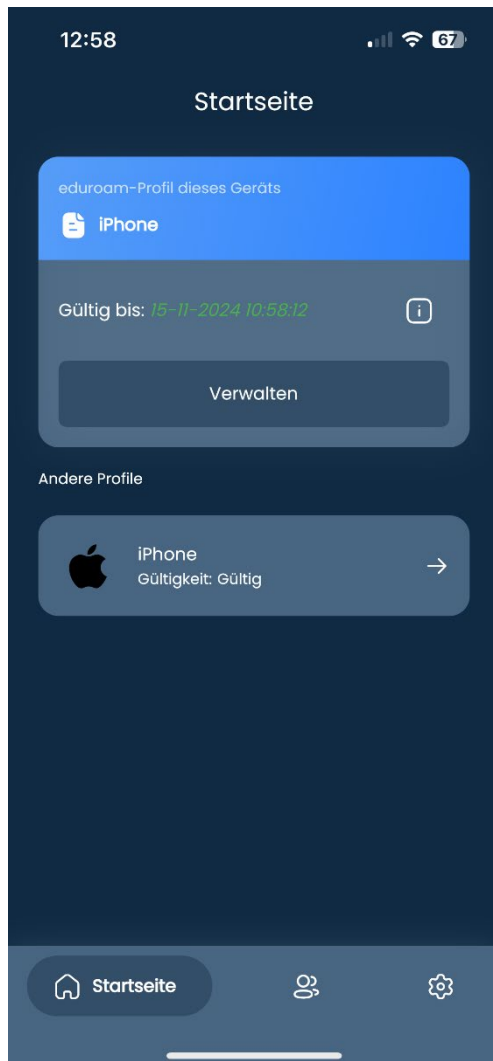 12:58
67
Startseite
eduroam-Profil dieses Geräts
iPhone
Gültig bis: 15-11-2024 10:58:12
Verwalten
Andere Profile
iPhone
Gültigkeit: Gültig
Startseite